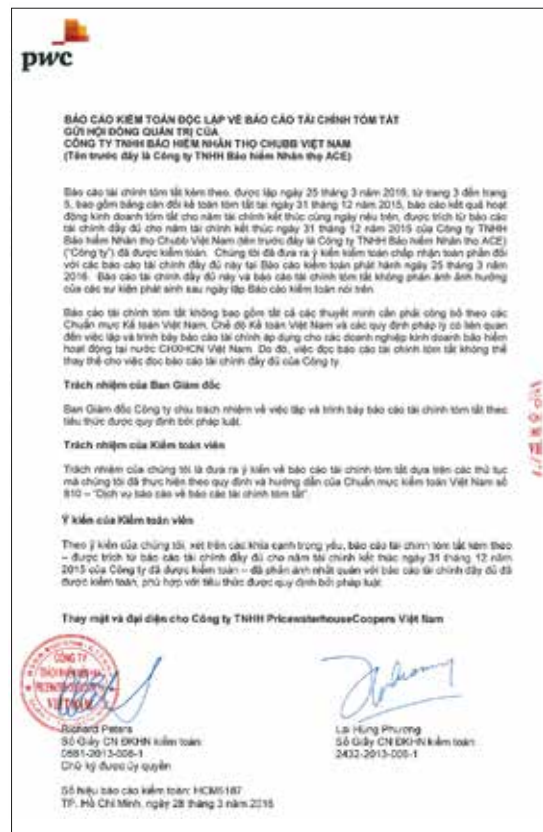 pwc
BÁO CÁO KIỂM TOÁN ĐỘC LẬP VỀ BÁO CÁO TÀI CHÍNH TÓM TẮT
GỬI HỘI ĐỒNG QUẢN TRỊ CỦA
CÔNG TY TNHH BẢO HIỂM NHÂN THỌ CHUBB VIỆT NAM
(Tên trước đây là Công ty TNHH Bảo hiểm Nhân thọ ACE)
Báo cáo tài chính tóm tắt kèm theo, được lập ngày 25 tháng 3 năm 2016, từ trang 3 đến trang
5, bao gồm bảng cân đối kế toán tóm tắt tại ngày 31 tháng 12 năm 2015, báo cáo kết quả hoạt
động kinh doanh tóm tắt cho năm tài chính kết thúc cùng ngày nêu trên, được trích từ báo cáo
tài chính đầy đủ cho năm tài chính kết thúc ngày 31 tháng 12 năm 2015 của Công ty TNHH
Bảo hiểm Nhân thọ Chubb Việt Nam (tên trước đây là Công ty TNHH Bảo hiểm Nhân thọ ACE)
("Công ty") đã được kiểm toán. Chúng tôi đã đưa ra ý kiến kiểm toán chấp nhận toàn phần đối
với các báo cáo tài chính đầy đủ này tại Báo cáo kiểm toán phát hành ngày 25 tháng 3 năm
2016. Báo cáo tài chính đầy đủ này và báo cáo tài chính tóm tắt không phản ánh ảnh hưởng
của các sự kiện phát sinh sau ngày lập Báo cáo kiểm toán nói trên.
Báo cáo tài chính tóm tắt không bao gồm tất cả các thuyết minh cần phải công bố theo các
Chuẩn mực Kế toán Việt Nam, Chế độ Kế toán Việt Nam và các quy định pháp lý có liên quan
đến việc lập và trình bày báo cáo tài chính áp dụng cho các doanh nghiệp kinh doanh bảo hiểm
hoạt động tại nước CHXHCN Việt Nam. Do đó, việc đọc báo cáo tài chính tóm tắt không thể
thay thế cho việc đọc báo cáo tài chính đầy đủ của Công ty.
Trách nhiệm của Ban Giám đốc
Ban Giám đốc Công ty chịu trách nhiệm về việc lập và trình bày báo cáo tài chính tóm tắt theo
tiêu thức được quy định bởi pháp luật.
Trách nhiệm của Kiểm toán viên
Trách nhiệm của chúng tôi là đưa ra ý kiến về báo cáo tài chính tóm tắt dựa trên các thủ tục
mà chúng tôi đã thực hiện theo quy định và hướng dẫn của Chuẩn mực kiểm toán Việt Nam số
810 – "Dịch vụ báo cáo về báo cáo tài chính tóm tắt".
Ý kiến của Kiểm toán viên
Theo ý kiến của chúng tôi, xét trên các khía cạnh trọng yếu, báo cáo tài chính tóm tắt kèm theo
– được trích từ báo cáo tài chính đầy đủ cho năm tài chính kết thúc ngày 31 tháng 12 năm
2015 của Công ty đã được kiểm toán – đã phản ánh nhất quán với báo cáo tài chính đầy đủ đã
được kiểm toán, phù hợp với tiêu thức được quy định bởi pháp luật.
Thay mặt và đại diện cho Công ty TNHH PricewaterhouseCoopers Việt Nam
CÔNG TY
VIỆT NAM
Richard Peters
Số Giấy CN ĐKHN kiểm toán:
0561-2013-006-1
Chữ ký được ủy quyền
Lại Hùng Phương
Số Giấy CN ĐKHN kiểm toán:
2432-2013-006-1
Số hiệu báo cáo kiểm toán: HCM5187
TP. Hồ Chí Minh, ngày 28 tháng 3 năm 2016